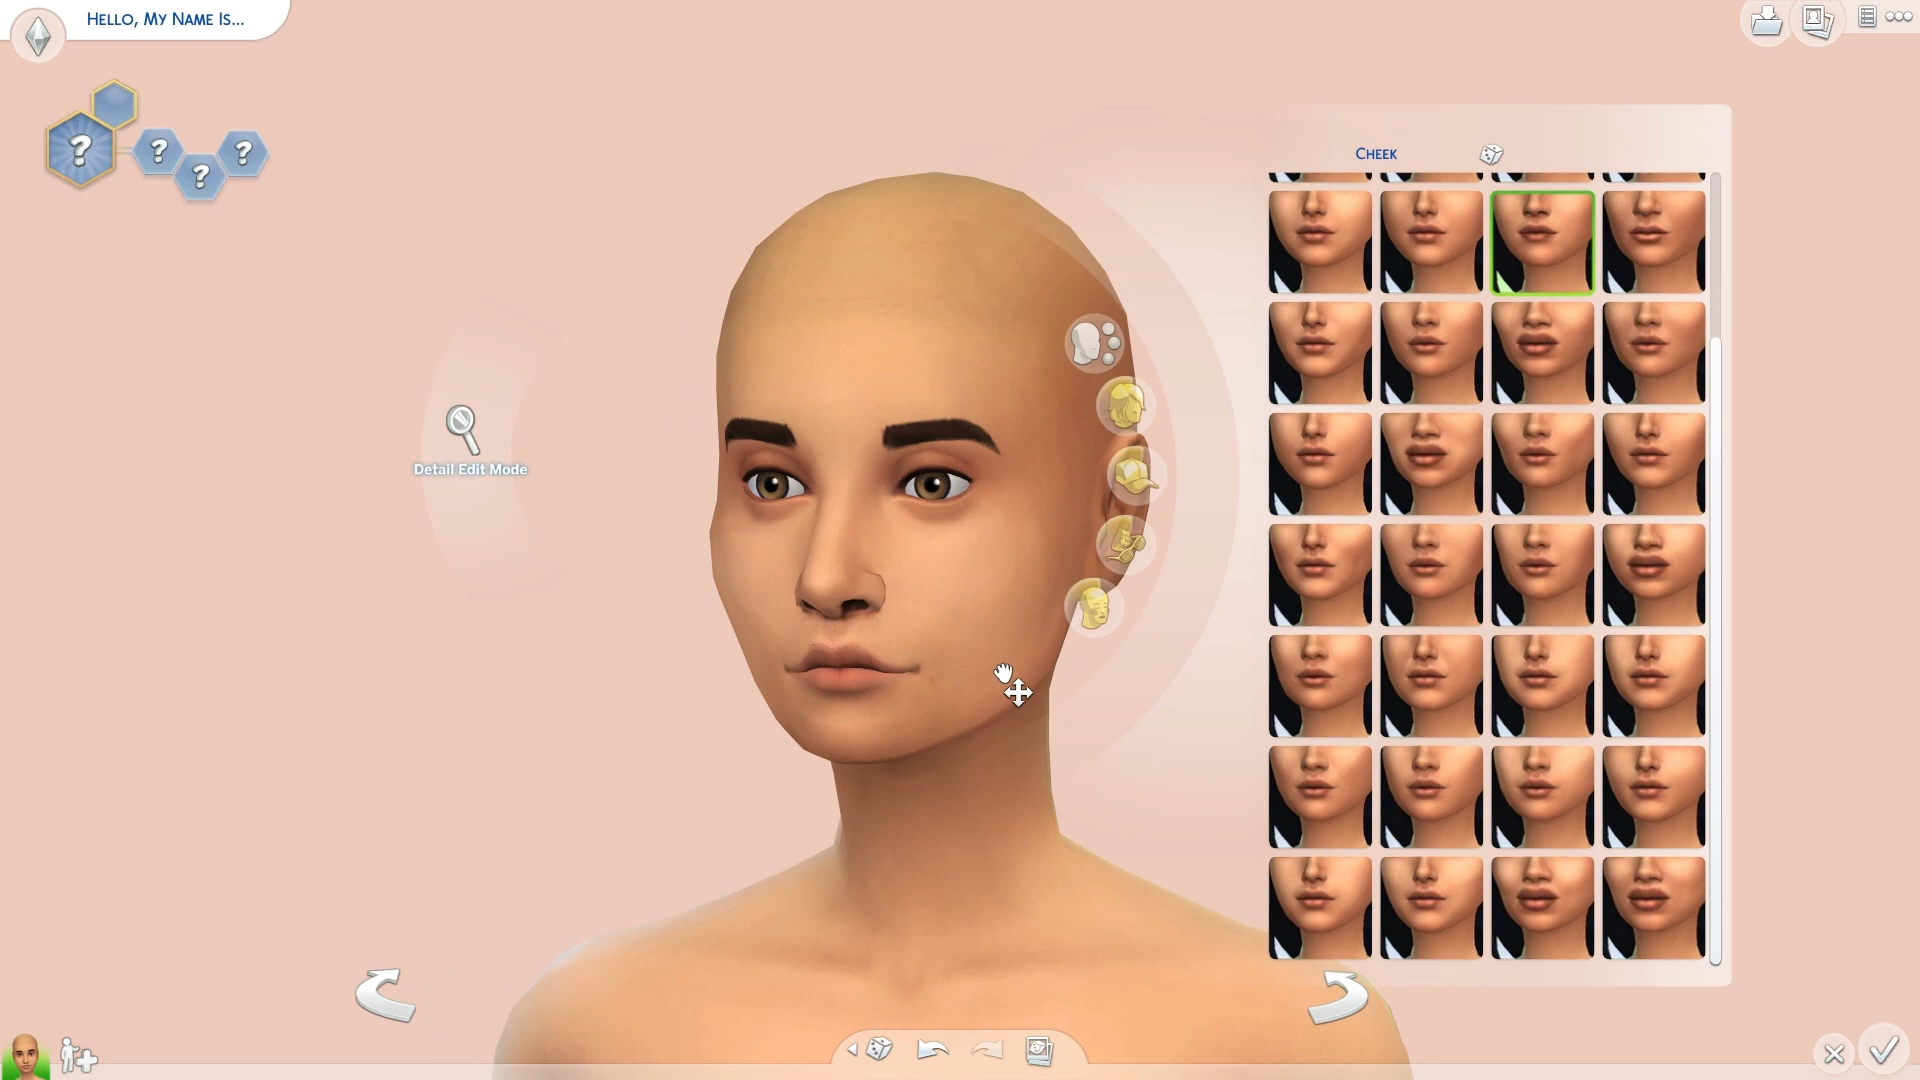 Hello, My Name Is...
? ? ? ?
Cheek
Detail Edit Mode